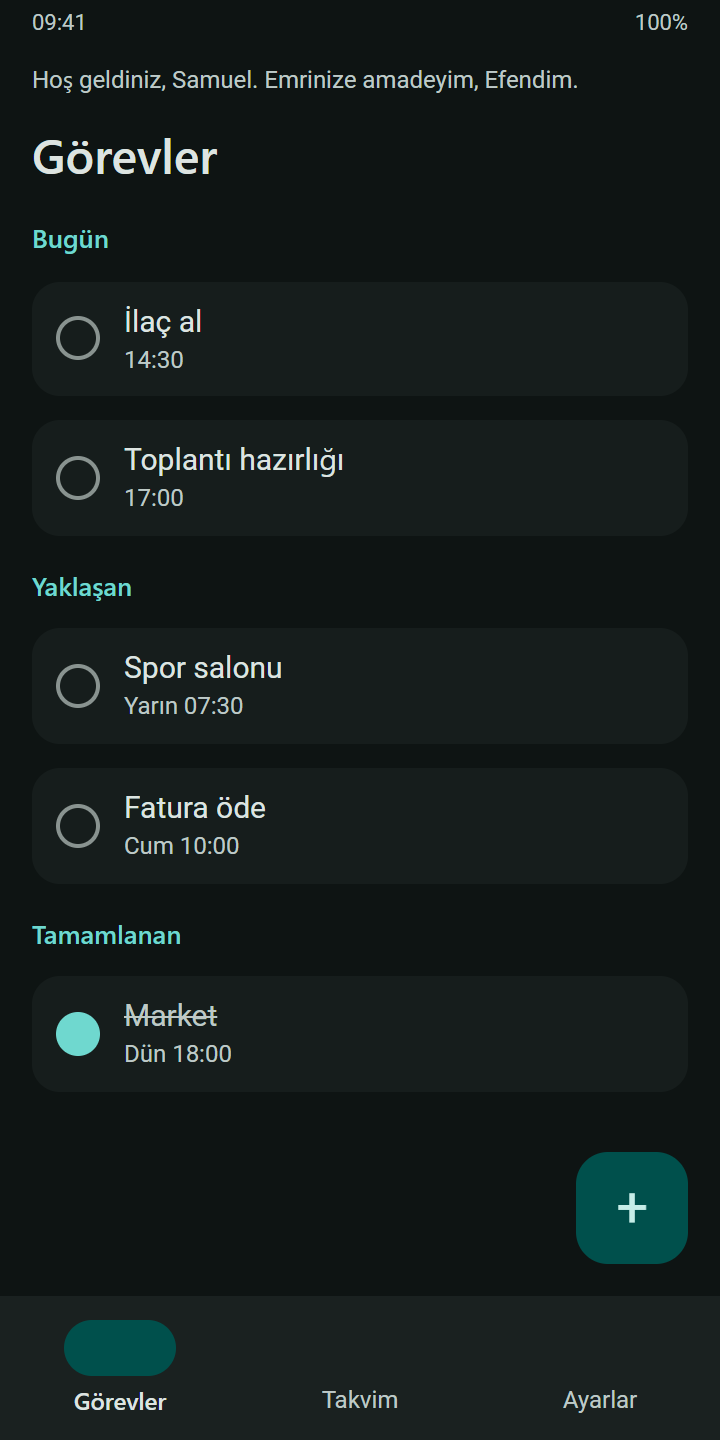 09:41
100%
Hoş geldiniz, Samuel. Emrinize amadeyim, Efendim.
Görevler
Bugün
İlaç al
14:30
Toplantı hazırlığı
17:00
Yaklaşan
Spor salonu
Yarın 07:30
Fatura öde
Cum 10:00
Tamamlanan
Market
Dün 18:00
+
Görevler
Takvim
Ayarlar